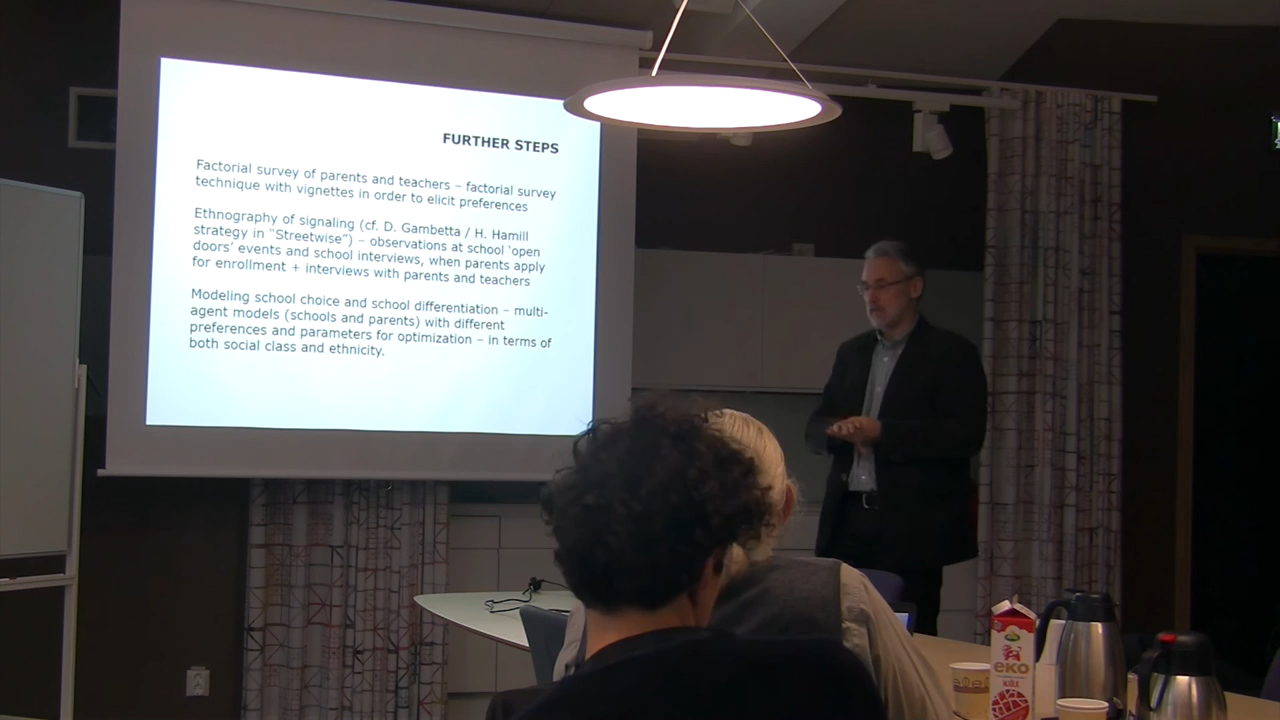 FURTHER STEPS
Factorial survey of parents and teachers – factorial survey
technique with vignettes in order to elicit preferences
Ethnography of signaling (cf. D. Gambetta / H. Hamill
strategy in “Streetwise”) – observations at school ‘open
doors’ events and school interviews, when parents apply
for enrollment + interviews with parents and teachers
Modeling school choice and school differentiation – multi-
agent models (schools and parents) with different
preferences and parameters for optimization – in terms of
both social class and ethnicity.
eko